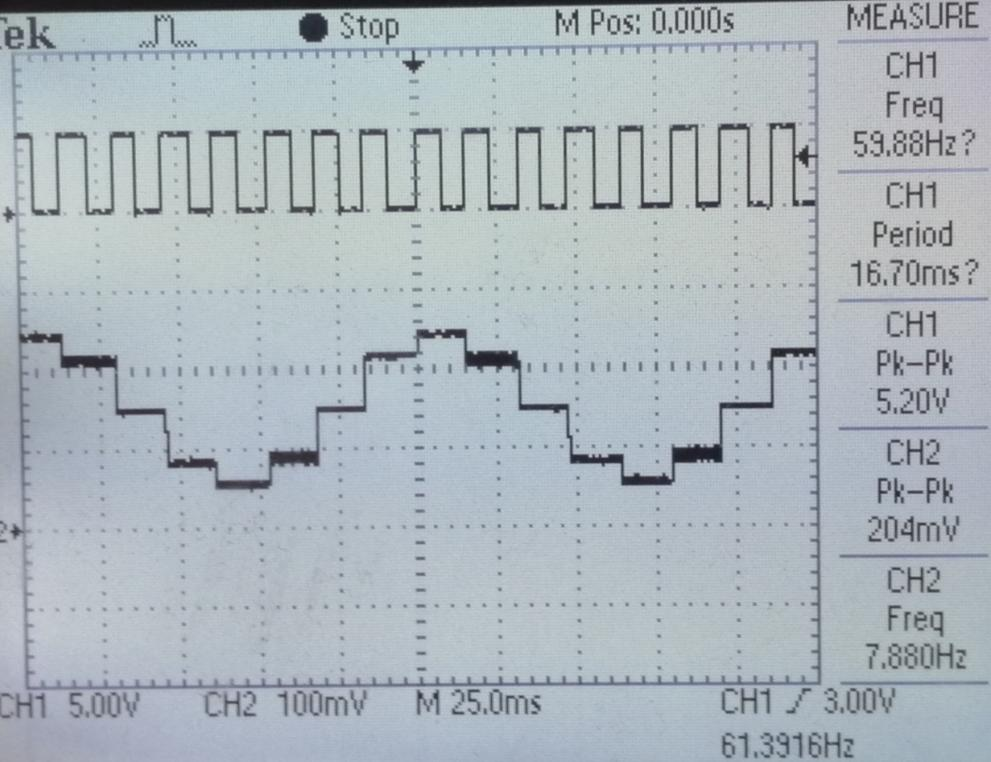 Tek
Stop
M Pos: 0.000s
MEASURE
CH1
Freq
59.88Hz?
CH1
Period
16.70ms?
CH1
Pk-Pk
5.20V
CH2
Pk-Pk
204mV
CH2
Freq
7.880Hz
2
CH1 5.00V
CH2 100mV
M 25.0ms
CH1 3.00V
61.3916Hz